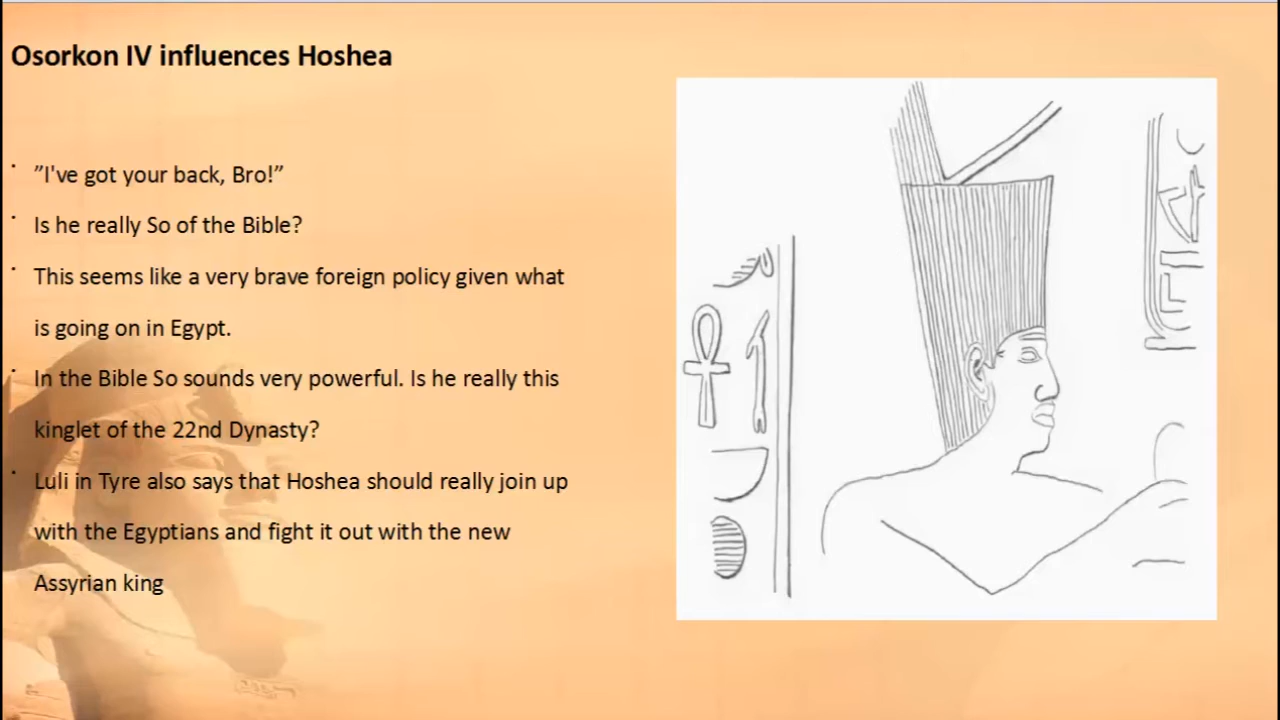 Osorkon IV influences Hoshea
· ”I've got your back, Bro!”
· Is he really So of the Bible?
· This seems like a very brave foreign policy given what
is going on in Egypt.
· In the Bible So sounds very powerful. Is he really this
kinglet of the 22nd Dynasty?
· Luli in Tyre also says that Hoshea should really join up
with the Egyptians and fight it out with the new
Assyrian king